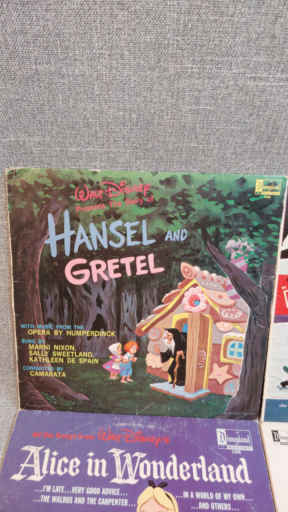 Walt Disney
HANSEL AND
GRETEL
WITH MUSIC FROM THE
OPERA BY HUMPERDINCK
SUNG BY
MARNI NIXON,
SALLY SWEETLAND,
KATHLEEN DE SPAIN
CONDUCTED BY
CAMARATA
Walt Disney's
Disneyland
Alice in Wonderland
...I'M LATE...VERY GOOD ADVICE...
...IN A WORLD OF MY OWN...
...THE WALRUS AND THE CARPENTER...
...AND OTHERS...